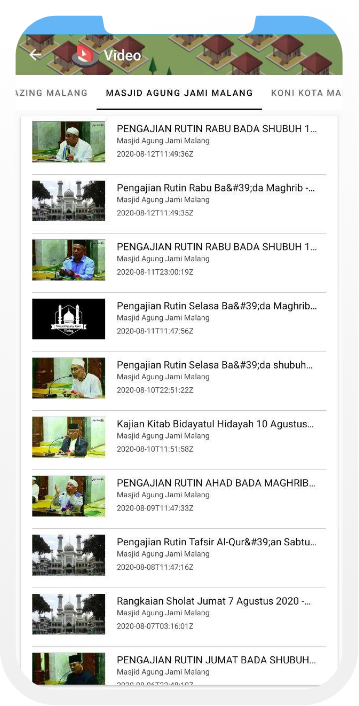 Video
AZING MALANG MASJID AGUNG JAMI MALANG KONI KOTA MA
PENGAJIAN RUTIN RABU BADA SHUBUH 1...
Masjid Agung Jami Malang
2020-08-12T11:49:36Z
Pengajian Rutin Rabu Ba&#39;da Maghrib -...
Masjid Agung Jami Malang
2020-08-12T11:49:35Z
PENGAJIAN RUTIN RABU BADA SHUBUH 1...
Masjid Agung Jami Malang
2020-08-11T23:00:19Z
Pengajian Rutin Selasa Ba&#39;da Maghrib...
Masjid Agung Jami Malang
2020-08-11T11:47:56Z
Pengajian Rutin Selasa Ba&#39;da shubuh...
Masjid Agung Jami Malang
2020-08-10T22:51:22Z
Kajian Kitab Bidayatul Hidayah 10 Agustus...
Masjid Agung Jami Malang
2020-08-10T11:51:58Z
PENGAJIAN RUTIN AHAD BADA MAGHRIB...
Masjid Agung Jami Malang
2020-08-09T11:47:33Z
Pengajian Rutin Tafsir Al-Qur&#39;an Sabtu...
Masjid Agung Jami Malang
2020-08-08T11:47:16Z
Rangkaian Sholat Jumat 7 Agustus 2020 -...
Masjid Agung Jami Malang
2020-08-07T03:16:01Z
PENGAJIAN RUTIN JUMAT BADA SHUBUH...
Masjid Agung Jami Malang